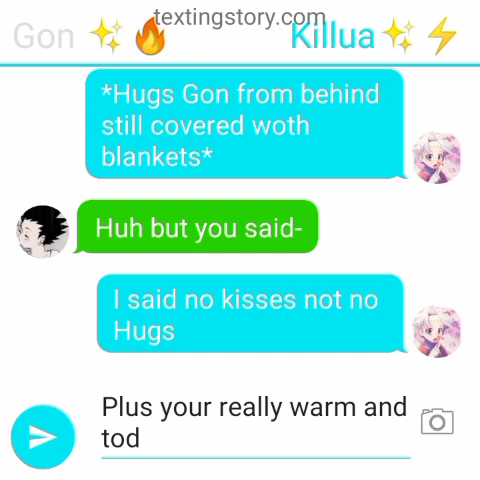 textingstory.com
Gon ✨🔥 Killua✨⚡
*Hugs Gon from behind
still covered woth
blankets*
Huh but you said-
I said no kisses not no
Hugs
Plus your really warm and
tod